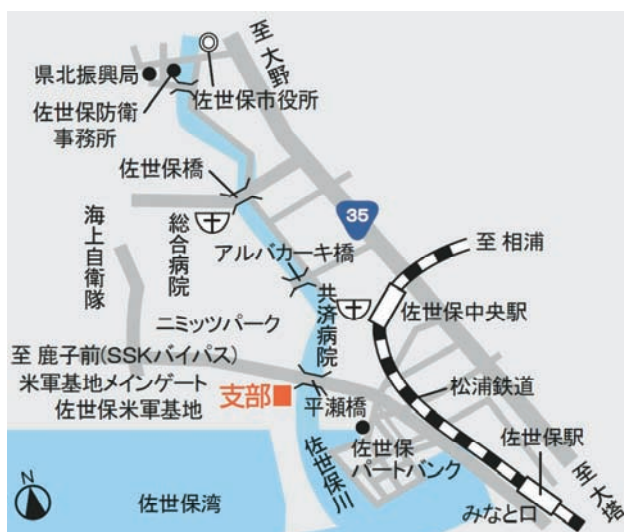 至 大野
県北振興局
佐世保市役所
佐世保防衛
事務所
佐世保橋
海上自衛隊
総合病院
35
アルバカーキ橋
至 相浦
共済病院
佐世保中央駅
ニミッツパーク
至 鹿子前(SSKバイパス)
米軍基地メインゲート
佐世保米軍基地
支部
平瀬橋
松浦鉄道
佐世保川
佐世保
パートバンク
佐世保駅
至 大塔
みなと口
N
佐世保湾